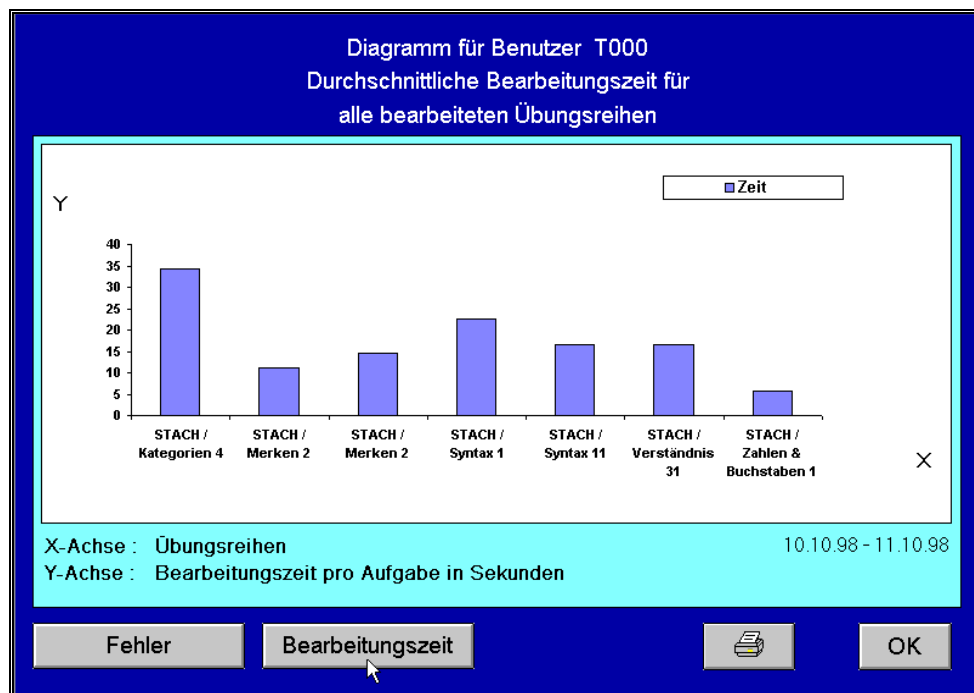 Diagramm für Benutzer T000
Durchschnittliche Bearbeitungszeit für
alle bearbeiteten Übungsreihen
Zeit
Y
40
35
30
25
20
15
10
5
0
STACH / Kategorien 4
STACH / Merken 2
STACH / Merken 2
STACH / Syntax 1
STACH / Syntax 11
STACH / Verständnis 31
STACH / Zahlen & Buchstaben 1
X
X-Achse : Übungsreihen
10.10.98 - 11.10.98
Y-Achse : Bearbeitungszeit pro Aufgabe in Sekunden
Fehler
Bearbeitungszeit
OK